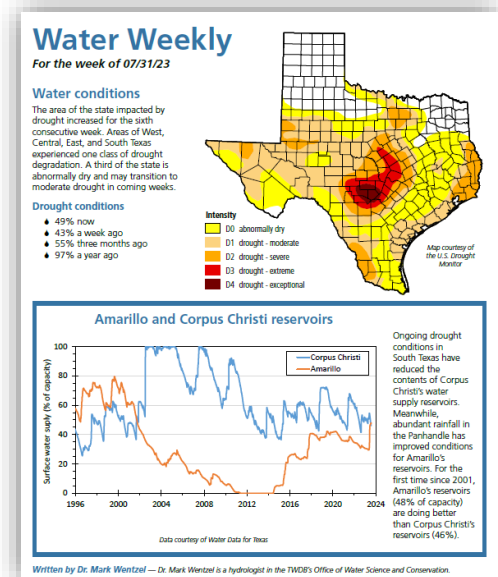 Water Weekly
For the week of 07/31/23
Water conditions
The area of the state impacted by
drought increased for the sixth
consecutive week. Areas of West,
Central, East, and South Texas
experienced one class of drought
degradation. A third of the state is
abnormally dry and may transition to
moderate drought in coming weeks.
Drought conditions
49% now
43% a week ago
55% three months ago
97% a year ago
Intensity
D0 abnormally dry
D1 drought - moderate
D2 drought - severe
D3 drought - extreme
D4 drought - exceptional
Map courtesy of
the U.S. Drought
Monitor
Amarillo and Corpus Christi reservoirs
Surface water suply (% of capacity)
100
80
60
40
20
0
1996 2000 2004 2008 2012 2016 2020 2024
Corpus Christi
Amarillo
Data courtesy of Water Data for Texas
Ongoing drought
conditions in
South Texas have
reduced the
contents of Corpus
Christi's water
supply reservoirs.
Meanwhile,
abundant rainfall in
the Panhandle has
improved conditions
for Amarillo's
reservoirs. For the
first time since 2001,
Amarillo's reservoirs
(48% of capacity)
are doing better
than Corpus Christi's
reservoirs (46%).
Written by Dr. Mark Wentzel — Dr. Mark Wentzel is a hydrologist in the TWDB's Office of Water Science and Conservation.